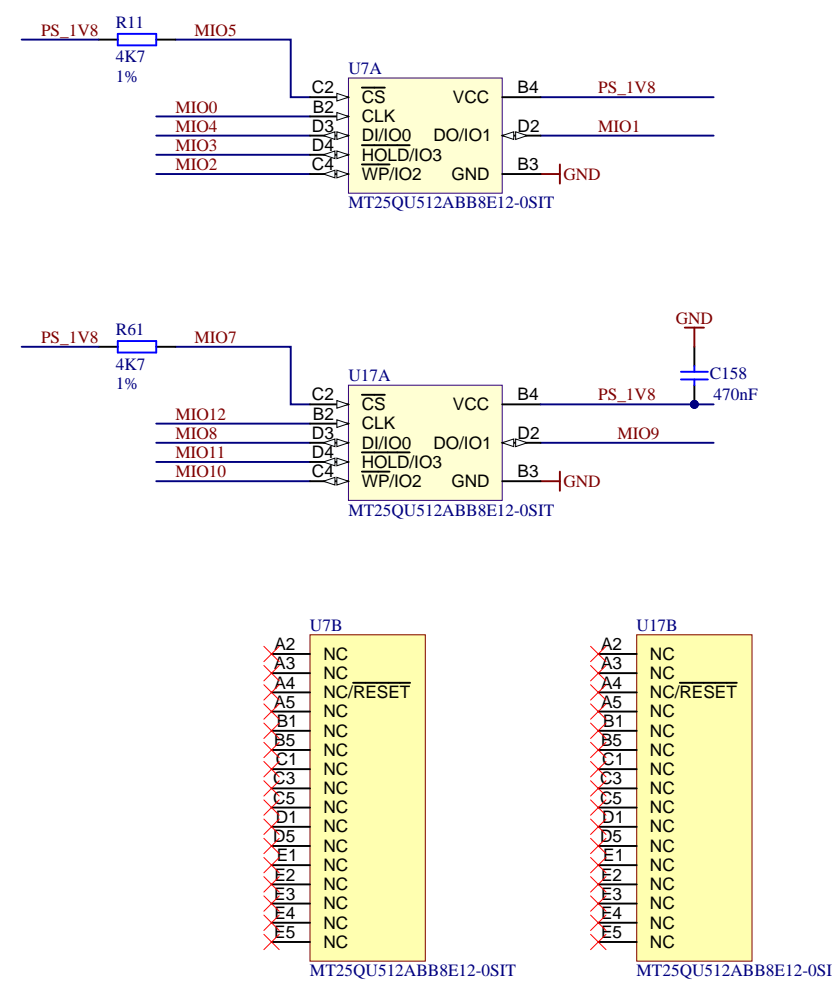 R11
PS_1V8 MIO5
4K7
1%
U7A
C2 CS VCC B4 PS_1V8
MIO0 B2 CLK
MIO4 D3 DI/IO0 DO/IO1 D2 MIO1
MIO3 D4 HOLD/IO3
MIO2 C4 WP/IO2 GND B3 GND
MT25QU512ABB8E12-0SIT
R61
PS_1V8 MIO7
4K7
1%
GND
C158
470nF
U17A
C2 CS VCC B4 PS_1V8
MIO12 B2 CLK
MIO8 D3 DI/IO0 DO/IO1 D2 MIO9
MIO11 D4 HOLD/IO3
MIO10 C4 WP/IO2 GND B3 GND
MT25QU512ABB8E12-0SIT
U7B
A2 NC
A3 NC
A4 NC/RESET
A5 NC
B1 NC
B5 NC
C1 NC
C3 NC
C5 NC
D1 NC
D5 NC
E1 NC
E2 NC
E3 NC
E4 NC
E5 NC
MT25QU512ABB8E12-0SIT
U17B
A2 NC
A3 NC
A4 NC/RESET
A5 NC
B1 NC
B5 NC
C1 NC
C3 NC
C5 NC
D1 NC
D5 NC
E1 NC
E2 NC
E3 NC
E4 NC
E5 NC
MT25QU512ABB8E12-0SI